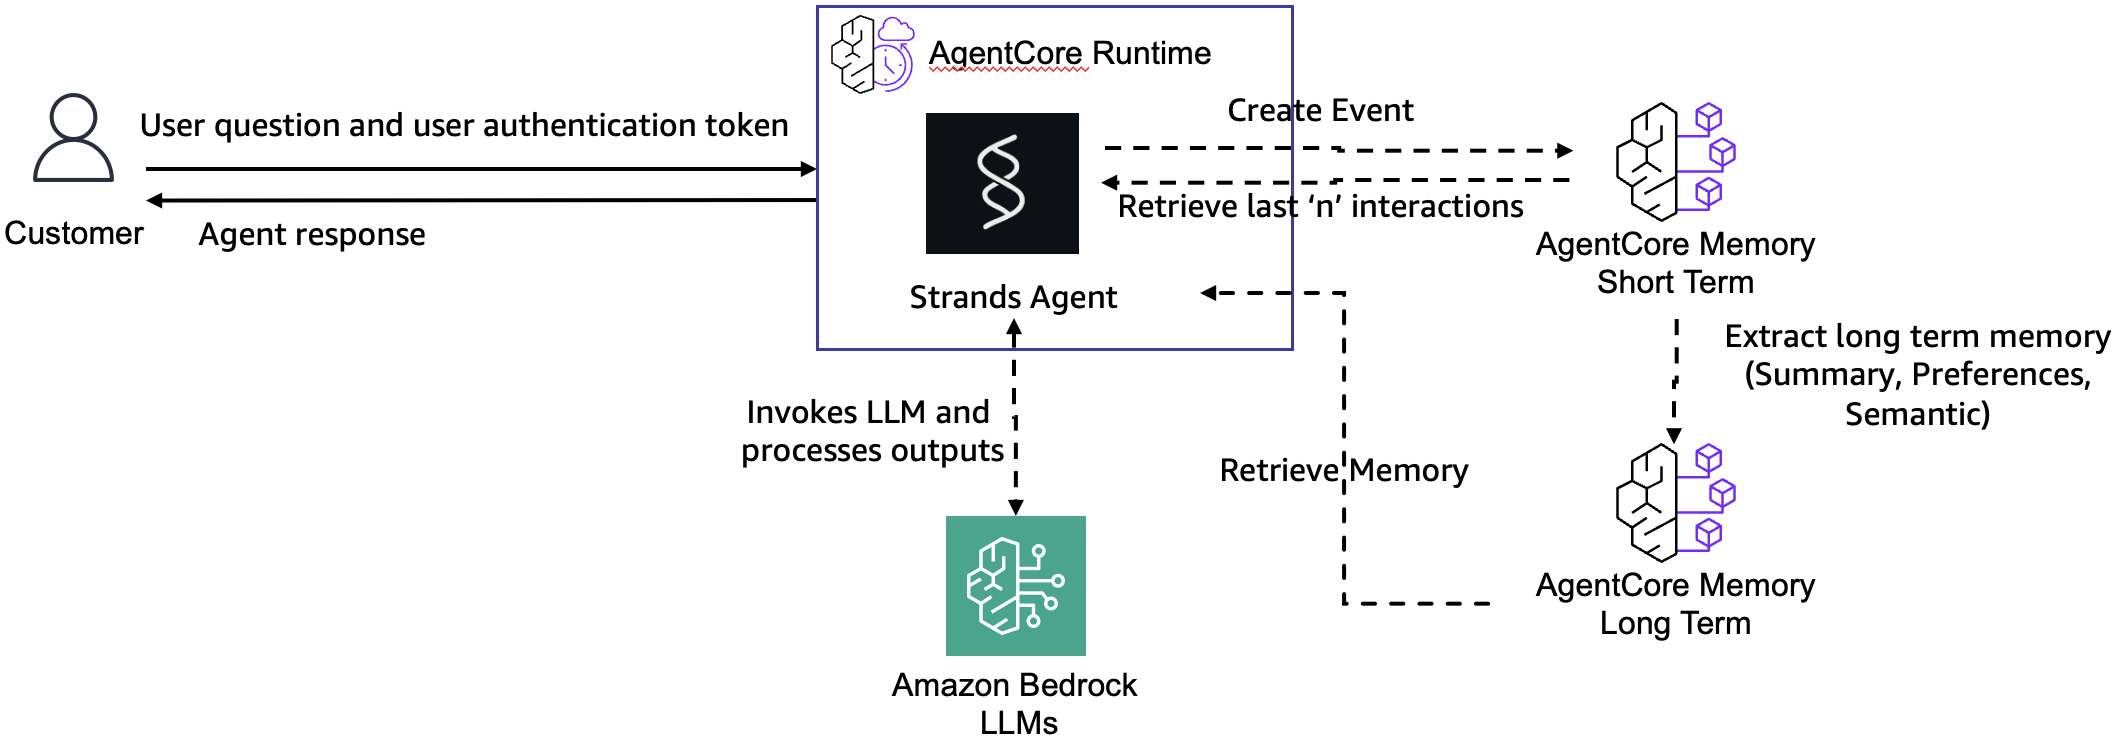 AgentCore Runtime
User question and user authentication token
Create Event
Customer
Agent response
Retrieve last ‘n’ interactions
AgentCore Memory
Short Term
Strands Agent
Extract long term memory
(Summary, Preferences,
Semantic)
Invokes LLM and
processes outputs
Retrieve Memory
AgentCore Memory
Long Term
Amazon Bedrock
LLMs